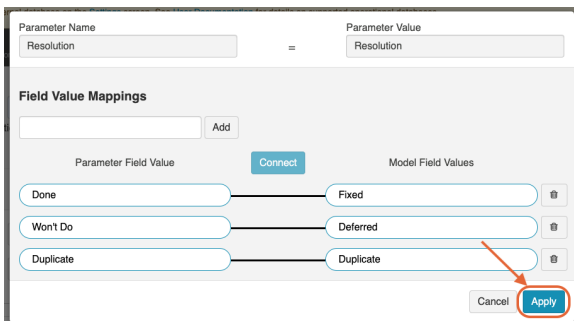 Parameter Name Parameter Value
Resolution = Resolution
Field Value Mappings
Add
Parameter Field Value Connect Model Field Values
Done Fixed
Won't Do Deferred
Duplicate Duplicate
Cancel Apply